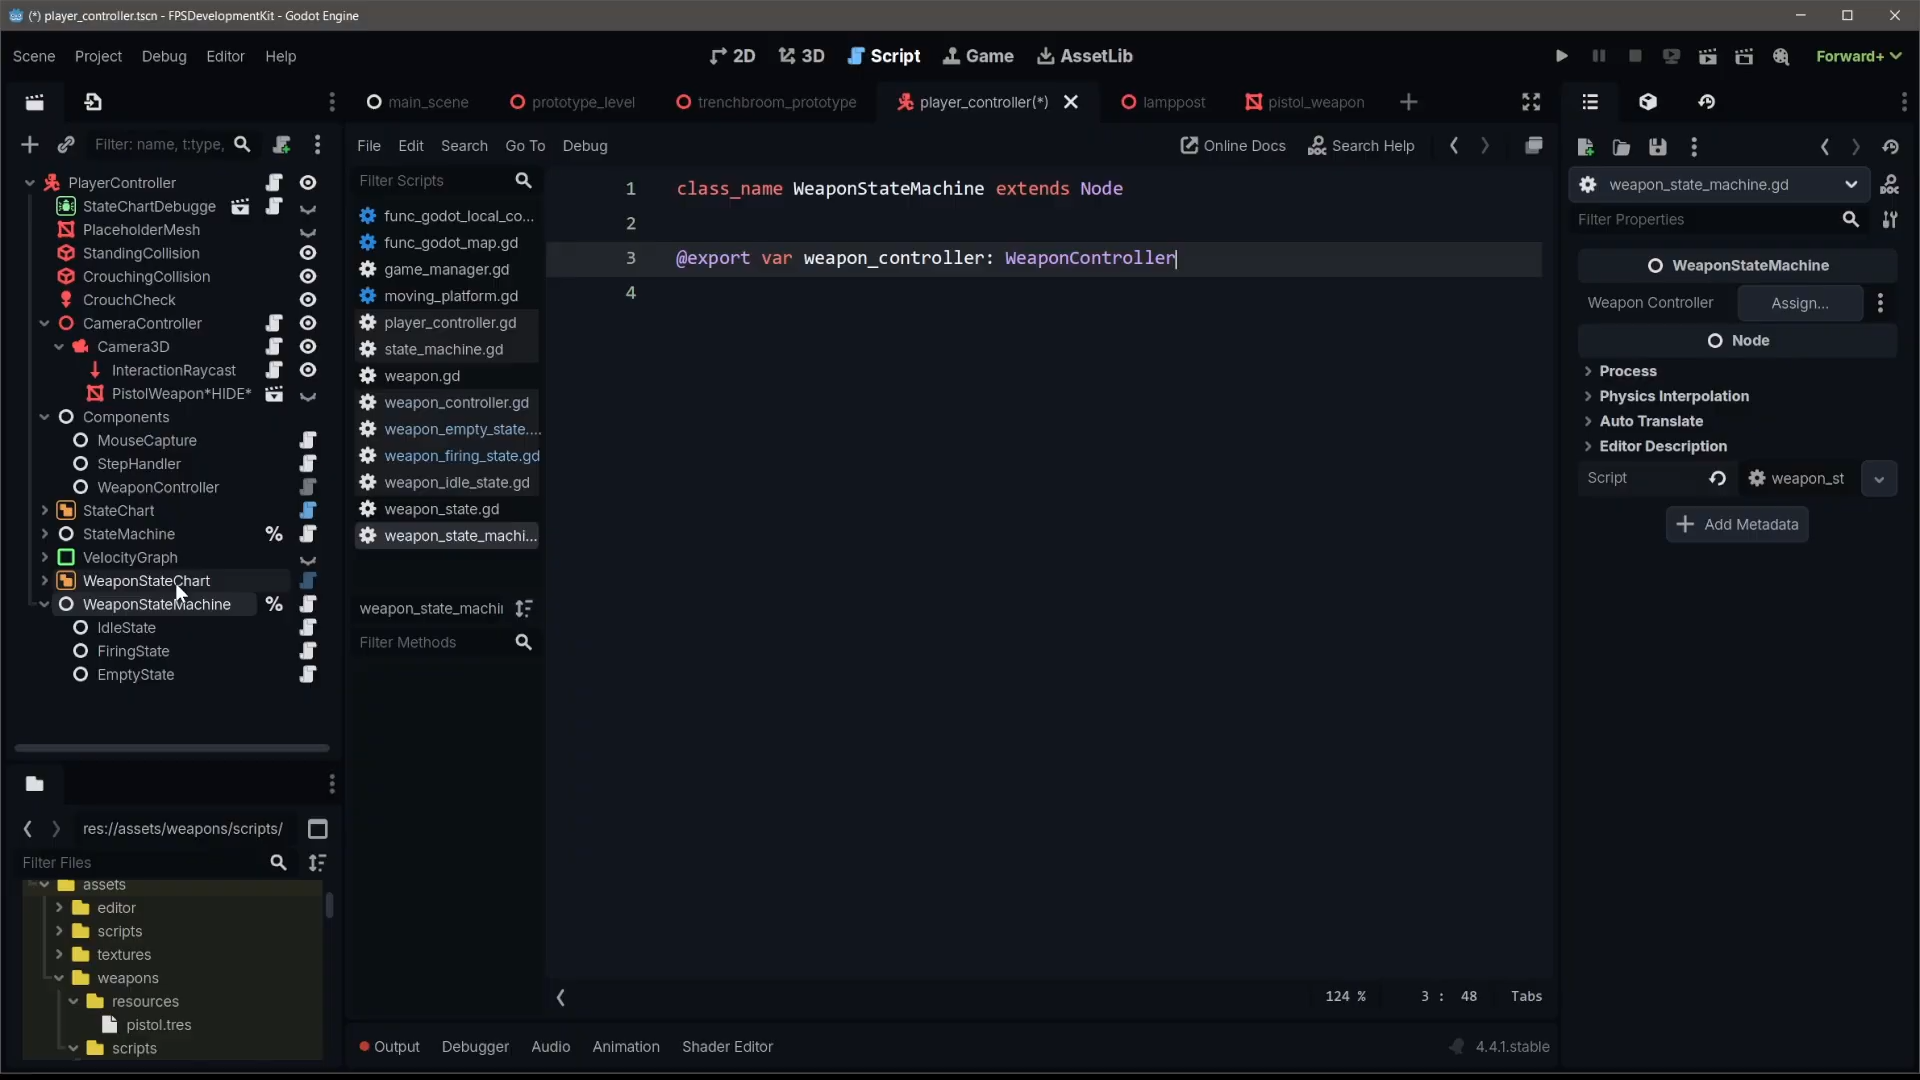 (*) player_controller.tscn - FPSDevelopmentKit - Godot Engine
Scene Project Debug Editor Help
2D 3D Script Game AssetLib
Forward+
main_scene prototype_level trenchbroom_prototype player_controller(*) lamppost pistol_weapon
Filter: name, t:type,
PlayerController
StateChartDebugge
PlaceholderMesh
StandingCollision
CrouchingCollision
CrouchCheck
CameraController
Camera3D
InteractionRaycast
PistolWeapon*HIDE*
Components
MouseCapture
StepHandler
WeaponController
StateChart
StateMachine %
VelocityGraph
WeaponStateChart
WeaponStateMachine %
IdleState
FiringState
EmptyState
res://assets/weapons/scripts/
Filter Files
assets
editor
scripts
textures
weapons
resources
pistol.tres
scripts
File Edit Search Go To Debug
Online Docs Search Help
Filter Scripts
func_godot_local_co...
func_godot_map.gd
game_manager.gd
moving_platform.gd
player_controller.gd
state_machine.gd
weapon.gd
weapon_controller.gd
weapon_empty_state....
weapon_firing_state.gd
weapon_idle_state.gd
weapon_state.gd
weapon_state_machi...
weapon_state_machi
Filter Methods
1 class_name WeaponStateMachine extends Node
2
3 @export var weapon_controller: WeaponController
4
124 % 3 : 48 Tabs
Output Debugger Audio Animation Shader Editor
4.4.1.stable
weapon_state_machine.gd
Filter Properties
WeaponStateMachine
Weapon Controller Assign...
Node
Process
Physics Interpolation
Auto Translate
Editor Description
Script weapon_st
Add Metadata